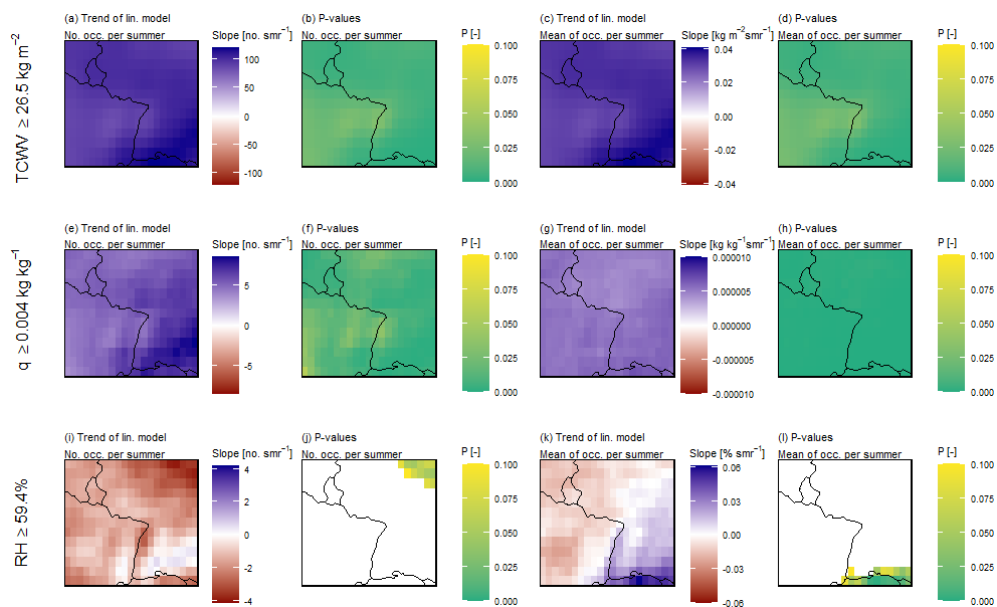 (a) Trend of lin. model
No. occ. per summer
Slope [no. smr⁻¹]
100
50
0
-50
-100
(b) P-values
No. occ. per summer
P [-]
0.100
0.075
0.050
0.025
0.000
(c) Trend of lin. model
Mean of occ. per summer
Slope [kg m⁻²smr⁻¹]
0.04
0.02
0.00
-0.02
-0.04
(d) P-values
Mean of occ. per summer
P [-]
0.100
0.075
0.050
0.025
0.000
TCWV ≥ 26.5 kg m⁻²
(e) Trend of lin. model
No. occ. per summer
Slope [no. smr⁻¹]
5
0
-5
(f) P-values
No. occ. per summer
P [-]
0.100
0.075
0.050
0.025
0.000
(g) Trend of lin. model
Mean of occ. per summer
Slope [kg kg⁻¹smr⁻¹]
0.000010
0.000005
0.000000
-0.000005
-0.000010
(h) P-values
Mean of occ. per summer
P [-]
0.100
0.075
0.050
0.025
0.000
q ≥ 0.004 kg kg⁻¹
(i) Trend of lin. model
No. occ. per summer
Slope [no. smr⁻¹]
4
2
0
-2
-4
(j) P-values
No. occ. per summer
P [-]
0.100
0.075
0.050
0.025
0.000
(k) Trend of lin. model
Mean of occ. per summer
Slope [% smr⁻¹]
0.06
0.03
0.00
-0.03
-0.06
(l) P-values
Mean of occ. per summer
P [-]
0.100
0.075
0.050
0.025
0.000
RH ≥ 59.4%